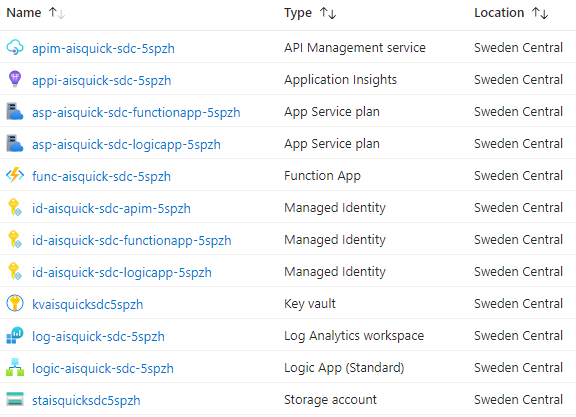 Name ↑↓ Type ↑↓ Location ↑↓
apim-aisquick-sdc-5spzh API Management service Sweden Central
appi-aisquick-sdc-5spzh Application Insights Sweden Central
asp-aisquick-sdc-functionapp-5spzh App Service plan Sweden Central
asp-aisquick-sdc-logicapp-5spzh App Service plan Sweden Central
func-aisquick-sdc-5spzh Function App Sweden Central
id-aisquick-sdc-apim-5spzh Managed Identity Sweden Central
id-aisquick-sdc-functionapp-5spzh Managed Identity Sweden Central
id-aisquick-sdc-logicapp-5spzh Managed Identity Sweden Central
kvaisquicksdc5spzh Key vault Sweden Central
log-aisquick-sdc-5spzh Log Analytics workspace Sweden Central
logic-aisquick-sdc-5spzh Logic App (Standard) Sweden Central
staisquicksdc5spzh Storage account Sweden Central